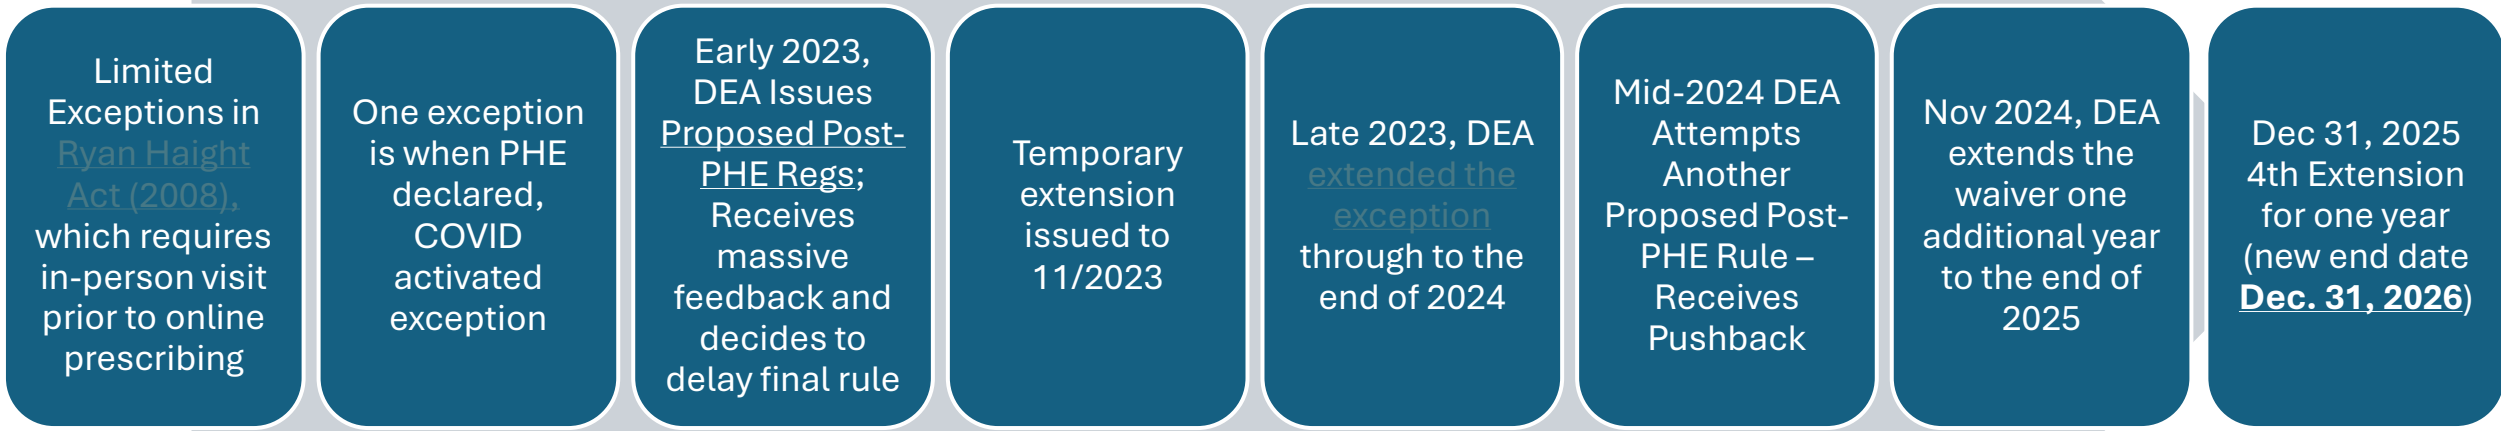 Limited
Exceptions in
Ryan Haight
Act (2008),
which requires
in-person visit
prior to online
prescribing
One exception
is when PHE
declared,
COVID
activated
exception
Early 2023,
DEA Issues
Proposed Post-
PHE Regs;
Receives
massive
feedback and
decides to
delay final rule
Temporary
extension
issued to
11/2023
Late 2023, DEA
extended the
exception
through to the
end of 2024
Mid-2024 DEA
Attempts
Another
Proposed Post-
PHE Rule –
Receives
Pushback
Nov 2024, DEA
extends the
waiver one
additional year
to the end of
2025
Dec 31, 2025
4th Extension
for one year
(new end date
Dec. 31, 2026)